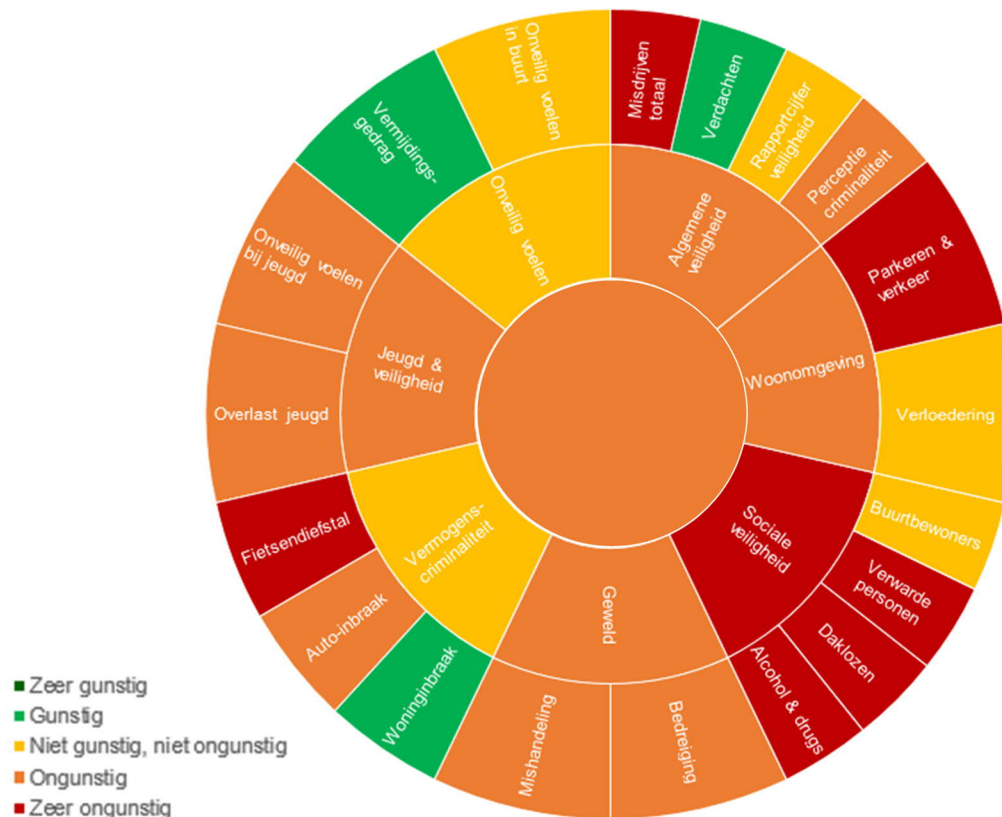 Onveilig voelen
in buurt
Misdrijven
totaal
Verdachten
Rapportcijfer
veiligheid
Perceptie
criminaliteit
Vermijdings-
gedrag
Onveilig voelen
Algemene
veiligheid
Parkeren &
verkeer
Onveilig voelen
bij jeugd
Jeugd &
veiligheid
Woonomgeving
Overlast jeugd
Verloedering
Fietsendiefstal
Vermogens-
criminaliteit
Sociale
veiligheid
Buurtbewoners
Verwarde
personen
Auto-inbraak
Geweld
Daklozen
Woninginbraak
Mishandeling
Bedreiging
Alcohol & drugs
Zeer gunstig
Gunstig
Niet gunstig, niet ongunstig
Ongunstig
Zeer ongunstig